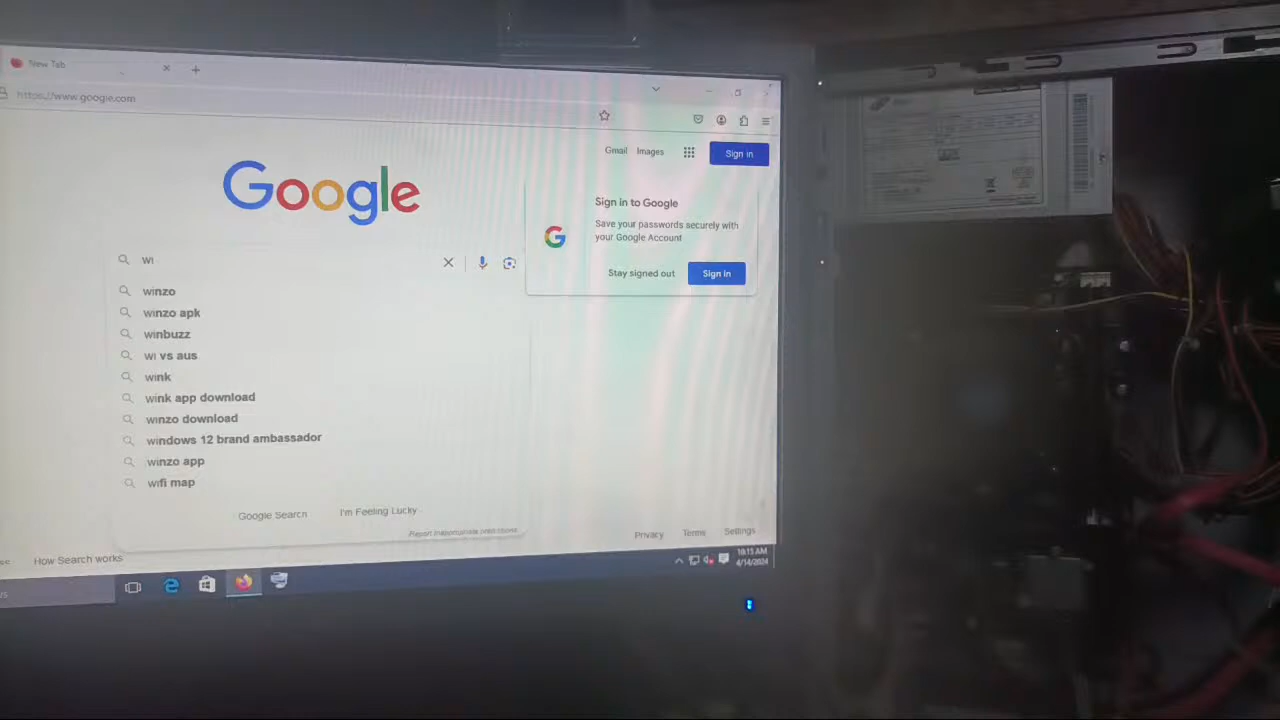 New Tab
https://www.google.com
Gmail Images Sign in
Google
Sign in to Google
Save your passwords securely with
your Google Account
Stay signed out Sign in
wi
winzo
winzo apk
winbuzz
wi vs aus
wink
wink app download
winzo download
windows 12 brand ambassador
winzo app
wifi map
Google Search I'm Feeling Lucky
Report inappropriate predictions
How Search works Privacy Terms Settings
10:15 AM
4/14/2024